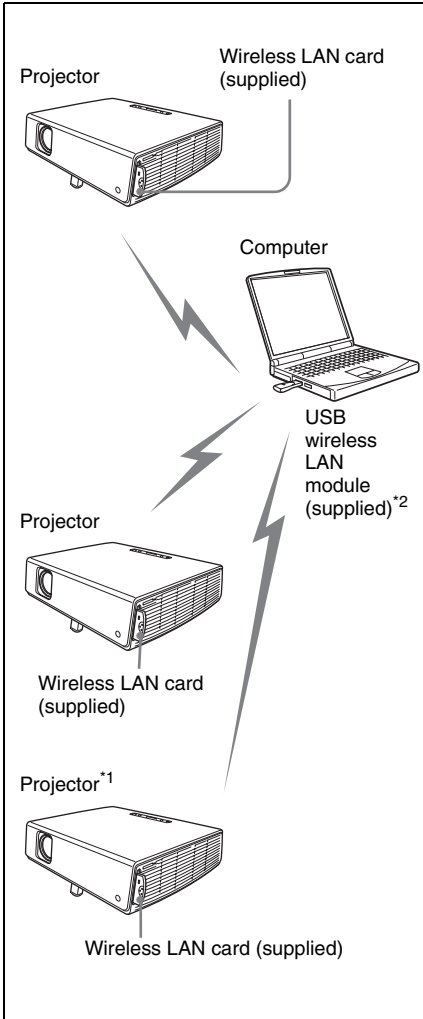 Projector
Wireless LAN card
(supplied)
Computer
USB
wireless
LAN
module
(supplied)*2
Projector
Wireless LAN card
(supplied)
Projector*1
Wireless LAN card (supplied)